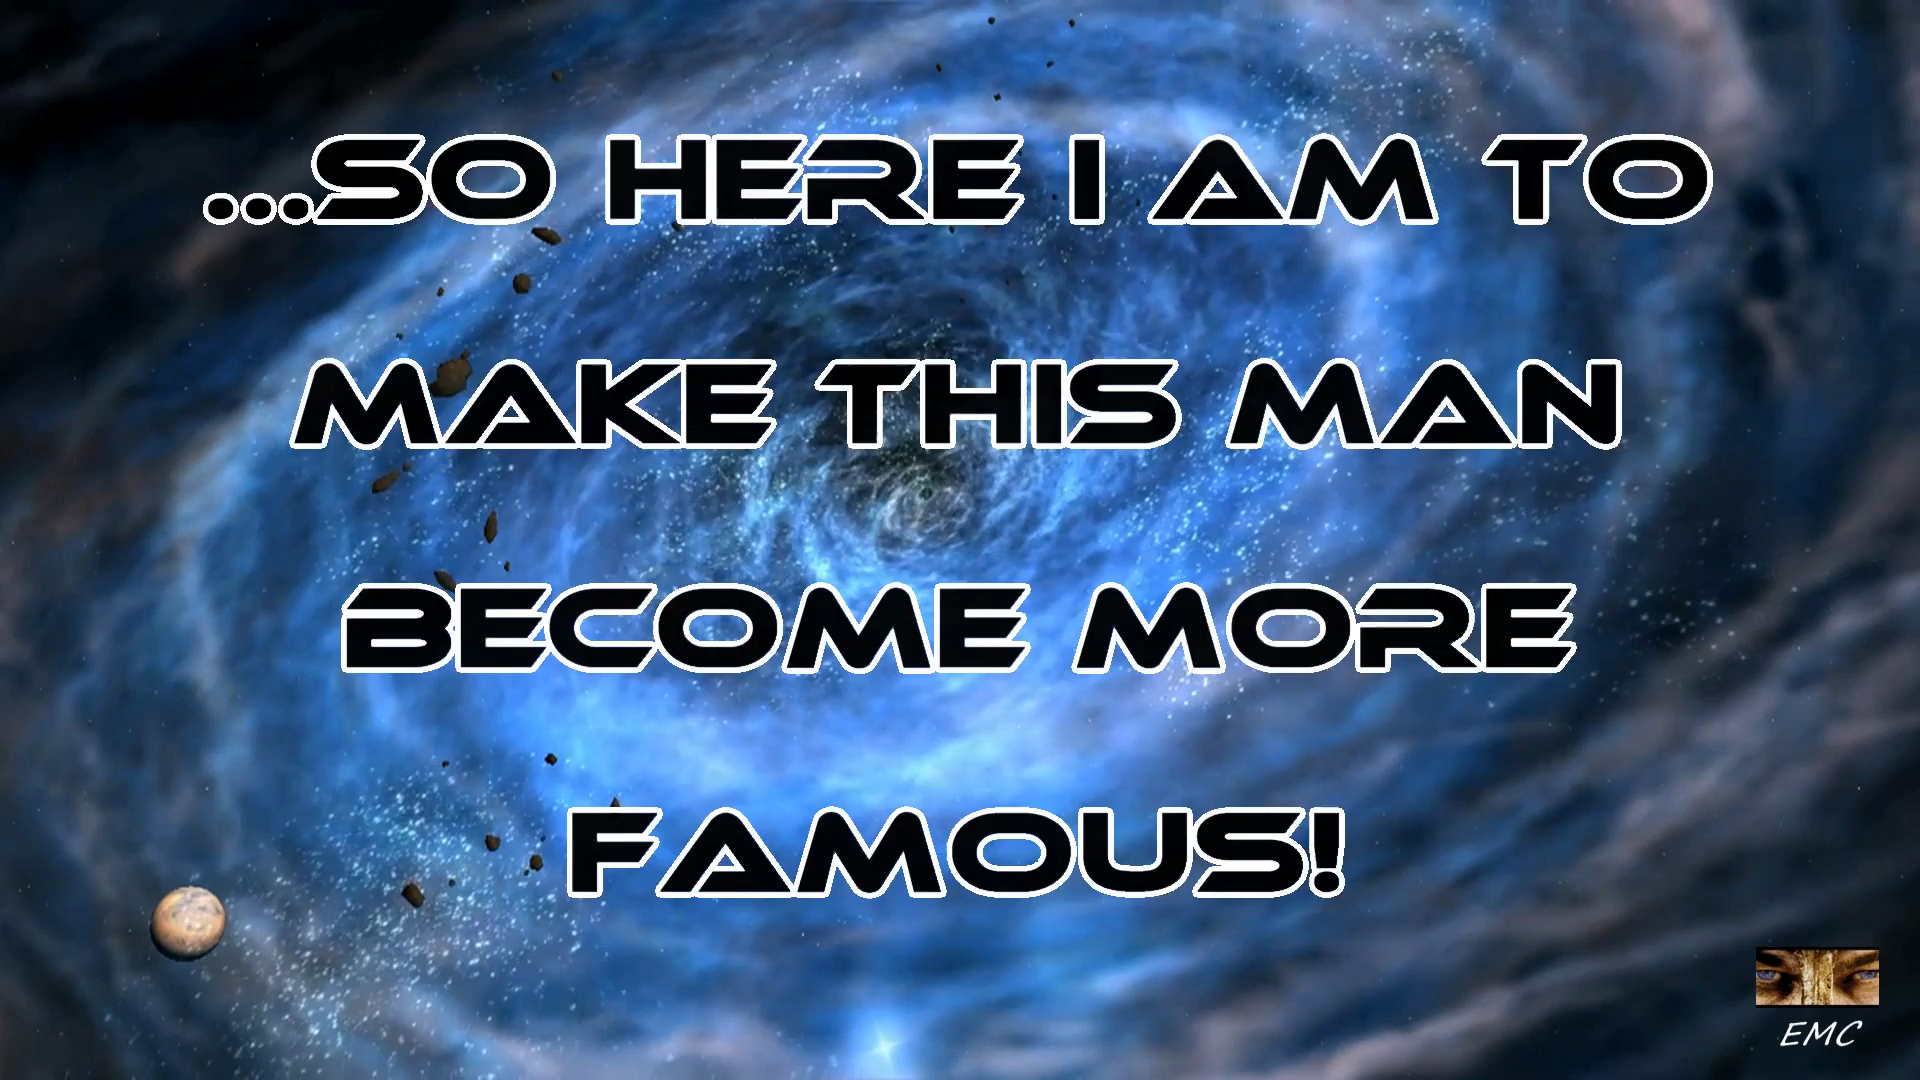 ...SO HERE I AM TO
MAKE THIS MAN
BECOME MORE
FAMOUS!
EMC